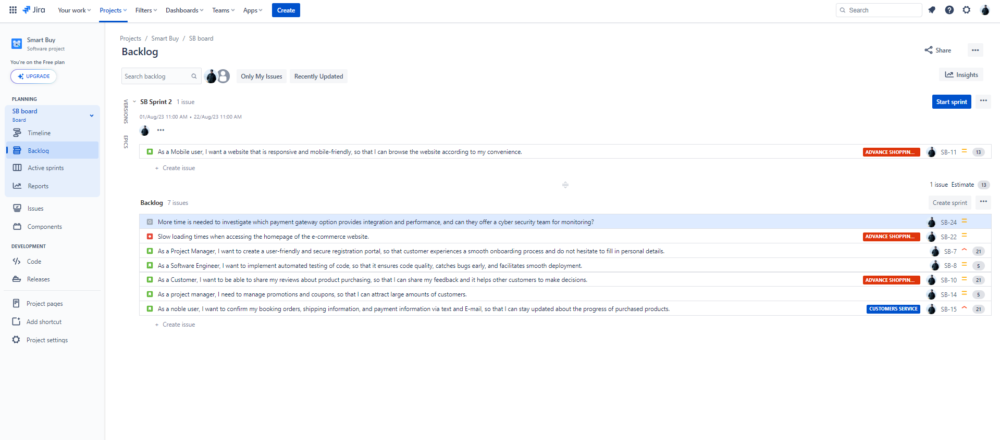 Jira Your work Projects Filters Dashboards Teams Apps Create Search
Smart Buy
Software project
You're on the Free plan
UPGRADE
PLANNING
SB board
Board
Timeline
Backlog
Active sprints
Reports
Issues
Components
DEVELOPMENT
Code
Releases
Project pages
Add shortcut
Project settings
Projects / Smart Buy / SB board
Backlog
Share
Search backlog Only My Issues Recently Updated Insights
VERSIONS
EPICS
SB Sprint 2 1 issue Start sprint
01/Aug/23 11:00 AM • 22/Aug/23 11:00 AM
As a Mobile user, I want a website that is responsive and mobile-friendly, so that I can browse the website according to my convenience. ADVANCE SHOPPIN... SB-11 13
+ Create issue
1 issue Estimate 13
Backlog 7 issues Create sprint
More time is needed to investigate which payment gateway option provides integration and performance, and can they offer a cyber security team for monitoring? SB-24
Slow loading times when accessing the homepage of the e-commerce website. ADVANCE SHOPPIN... SB-22
As a Project Manager, I want to create a user-friendly and secure registration portal, so that customer experiences a smooth onboarding process and do not hesitate to fill in personal details. SB-7 21
As a Software Engineer, I want to implement automated testing of code, so that it ensures code quality, catches bugs early, and facilitates smooth deployment. SB-8 5
As a Customer, I want to be able to share my reviews about product purchasing, so that I can share my feedback and it helps other customers to make decisions. ADVANCE SHOPPIN... SB-10 21
As a project manager, I need to manage promotions and coupons, so that I can attract large amounts of customers. SB-14 5
As a noble user, I want to confirm my booking orders, shipping information, and payment information via text and E-mail, so that I can stay updated about the progress of purchased products. CUSTOMERS SERVICE SB-15 21
+ Create issue